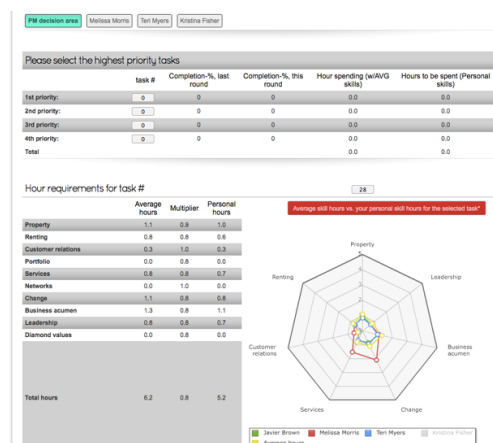 PM decision area Melissa Morris Teri Myers Kristina Fisher
Please select the highest priority tasks
task # Completion-%, last round Completion-%, this round Hour spending (w/AVG skills) Hours to be spent (Personal skills)
1st priority: 0 0 0 0.0 0.0
2nd priority: 0 0 0 0.0 0.0
3rd priority: 0 0 0 0.0 0.0
4th priority: 0 0 0 0.0 0.0
Total 0.0 0.0
Hour requirements for task # 28
Average hours Multiplier Personal hours
Average skill hours vs. your personal skill hours for the selected task*
Property 1.1 0.8 1.0
Renting 0.8 0.8 0.6
Customer relations 0.3 1.0 0.3
Portfolio 0.0 0.8 0.0
Services 0.8 0.8 0.7
Networks 0.0 1.0 0.0
Change 1.1 0.8 0.8
Business acumen 1.3 0.8 1.1
Leadership 0.8 0.8 0.7
Diamond values 0.0 0.8 0.0
Total hours 6.2 0.8 5.2
Property
5
4
3
2
Renting Leadership
Customer relations Business acumen
Services Change
Javier Brown Melissa Morris Teri Myers Kristina Fisher
Average hours